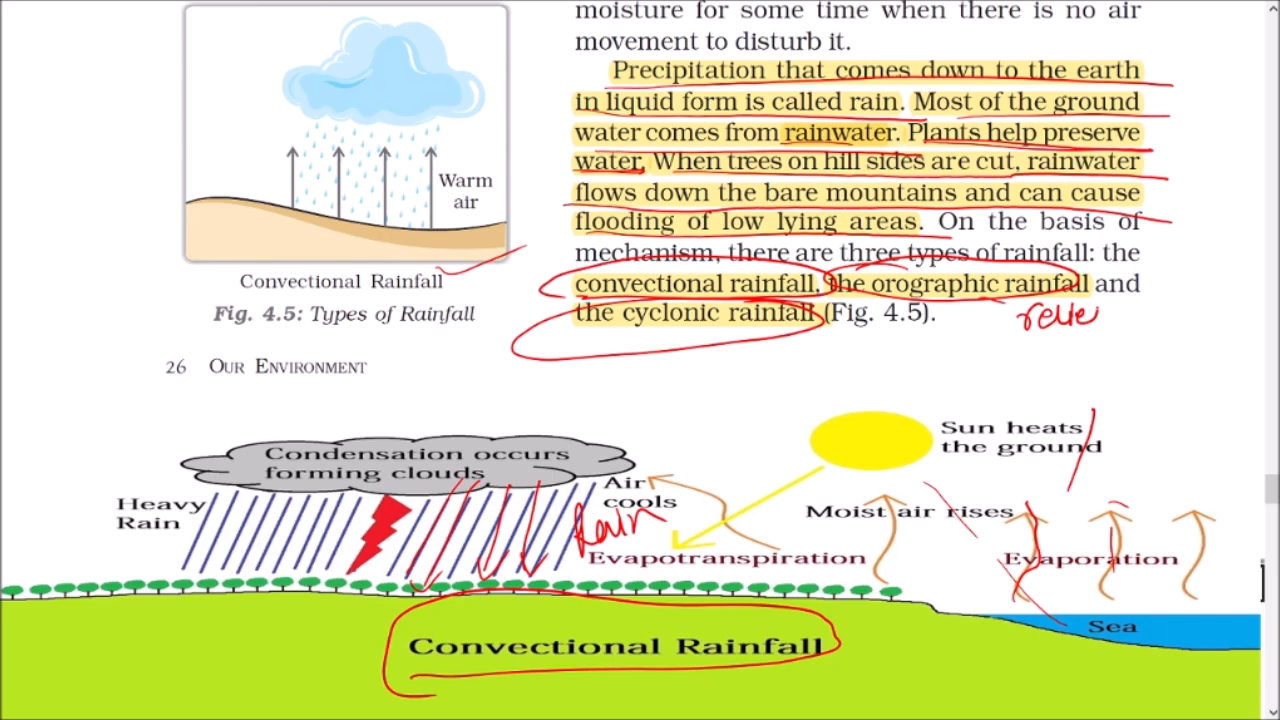 moisture for some time when there is no air
movement to disturb it.
Precipitation that comes down to the earth
in liquid form is called rain. Most of the ground
water comes from rainwater. Plants help preserve
water. When trees on hill sides are cut, rainwater
flows down the bare mountains and can cause
flooding of low lying areas. On the basis of
mechanism, there are three types of rainfall: the
convectional rainfall, the orographic rainfall and
the cyclonic rainfall (Fig. 4.5).
Warm
air
Convectional Rainfall
Fig. 4.5: Types of Rainfall
26 OUR ENVIRONMENT
Sun heats
the ground
Condensation occurs
forming clouds
Air
cools
Heavy
Rain
Rain
Moist air rises
Evapotranspiration
Evaporation
Sea
Convectional Rainfall